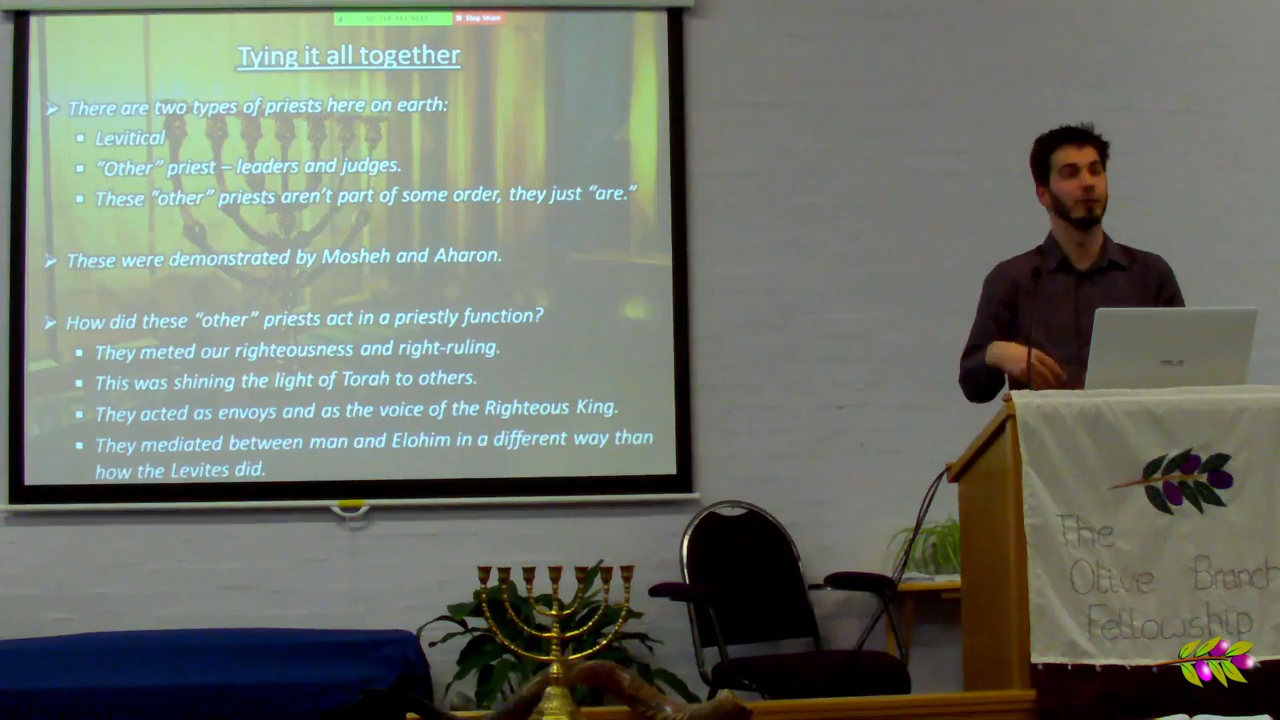 Stop Share
Tying it all together
There are two types of priests here on earth:
Levitical
“Other” priest – leaders and judges.
These “other” priests aren’t part of some order, they just “are.”
These were demonstrated by Mosheh and Aharon.
How did these “other” priests act in a priestly function?
They meted our righteousness and right-ruling.
This was shining the light of Torah to others.
They acted as envoys and as the voice of the Righteous King.
They mediated between man and Elohim in a different way than
how the Levites did.
ASUS
The
Olive Branch
Fellowship